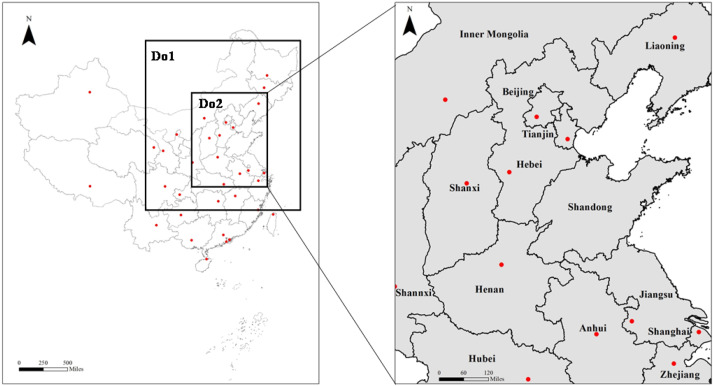 N
Do1
Do2
0 250 500
Miles
N
Inner Mongolia
Liaoning
Beijing
Tianjin
Hebei
Shanxi
Shandong
Shannxi
Henan
Jiangsu
Anhui
Shanghai
Hubei
Zhejiang
0 60 120
Miles